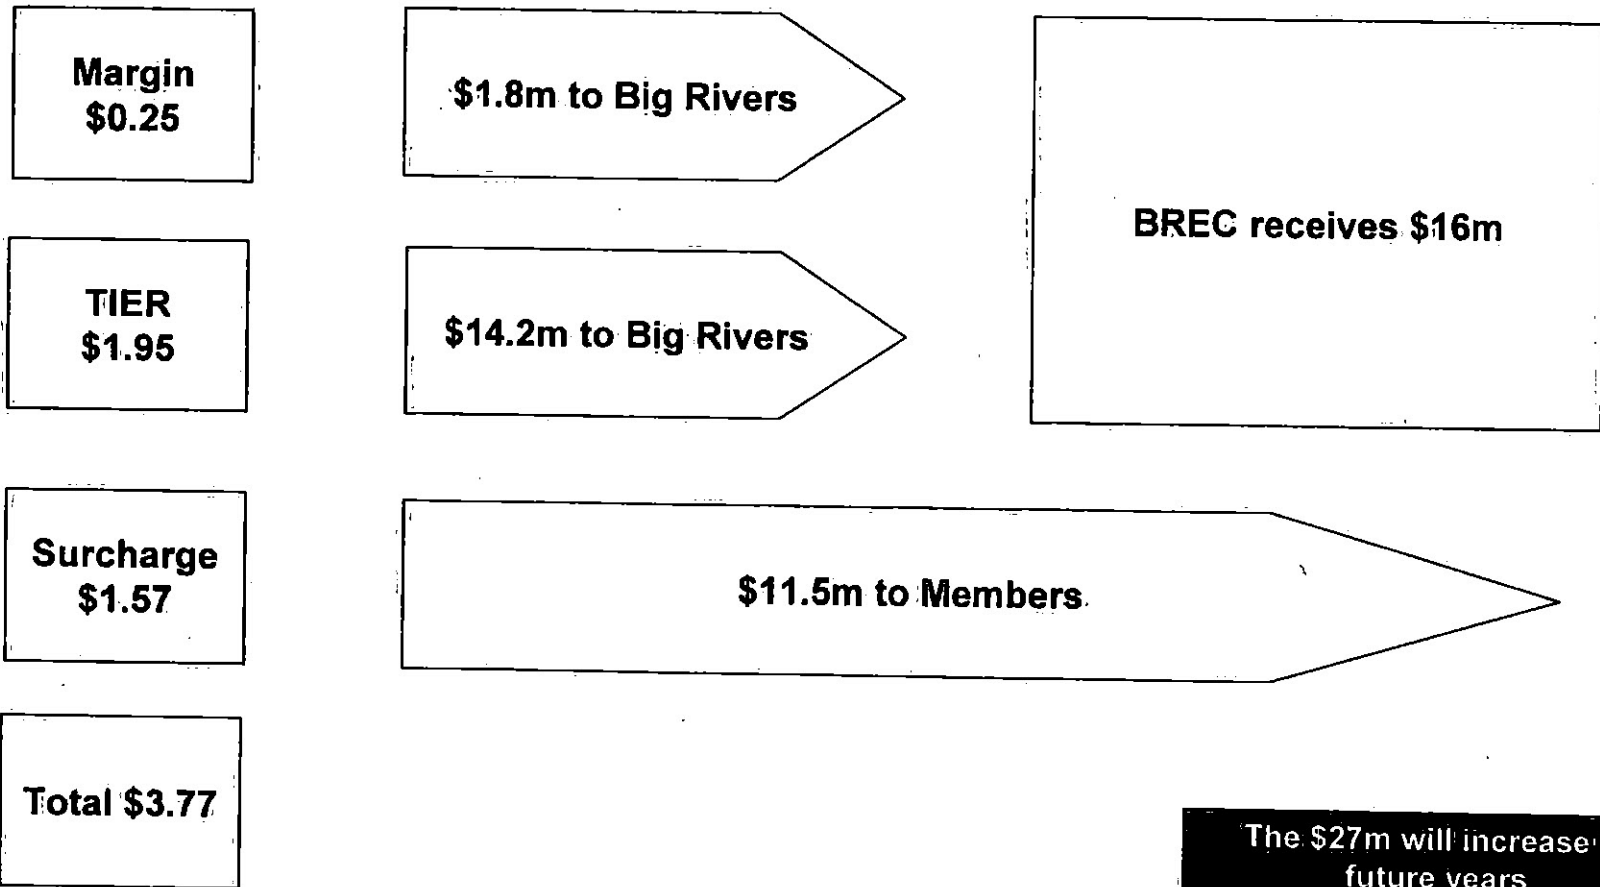 Margin
$0.25
$1.8m to Big Rivers
BREC receives $16m
TIER
$1.95
$14.2m to Big Rivers
Surcharge
$1.57
$11.5m to Members
Total $3.77
The $27m will increase
future years